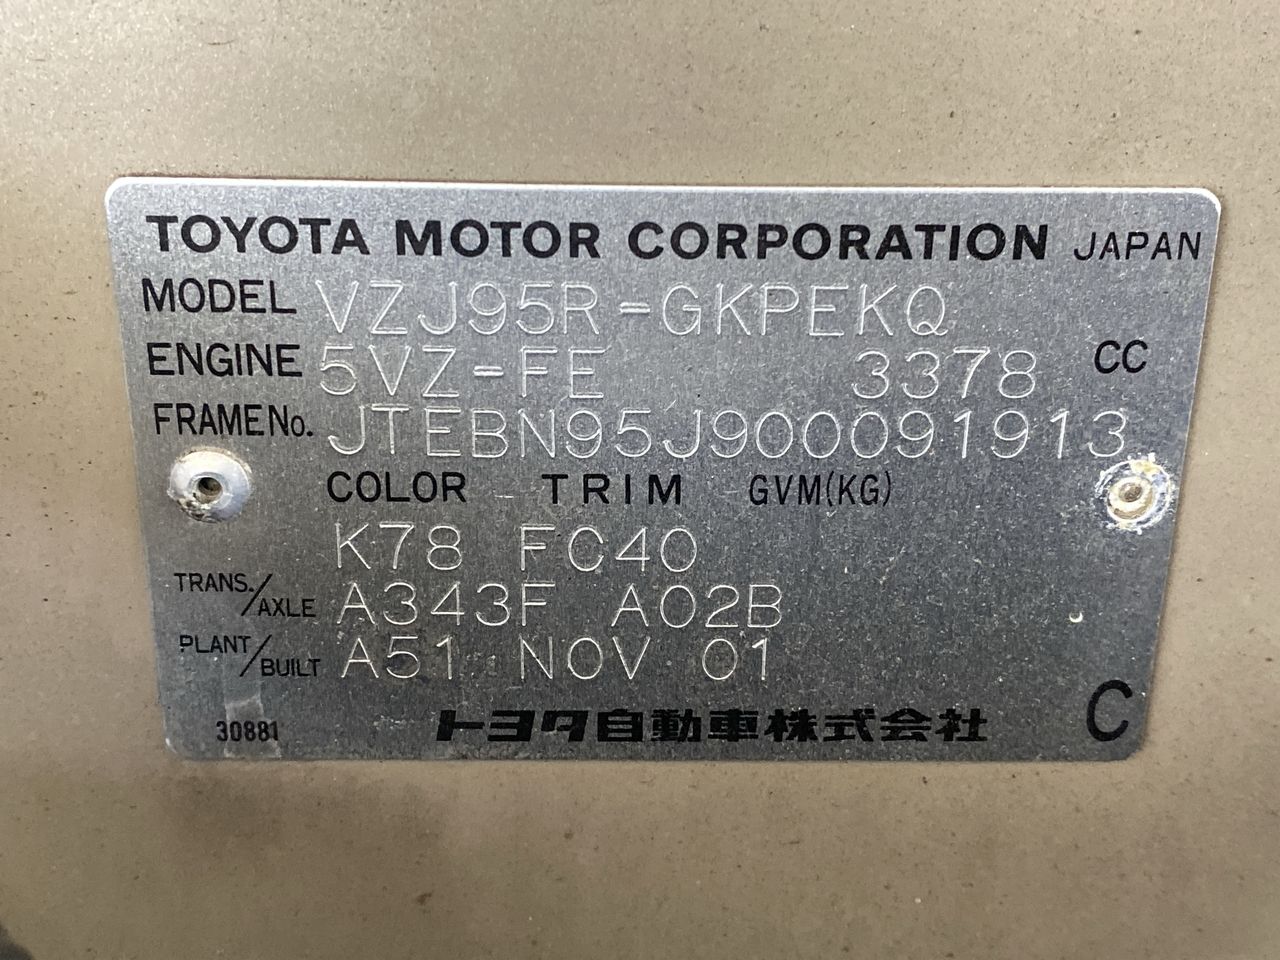 TOYOTA MOTOR CORPORATION JAPAN
MODEL VZJ95R-GKPEKQ
ENGINE 5VZ-FE 3378 CC
FRAME No. JTEBN95J900091913
COLOR TRIM GVM(KG)
K78 FC40
TRANS./AXLE A343F A02B
PLANT/BUILT A51 NOV 01
30881 トヨタ自動車株式会社 C